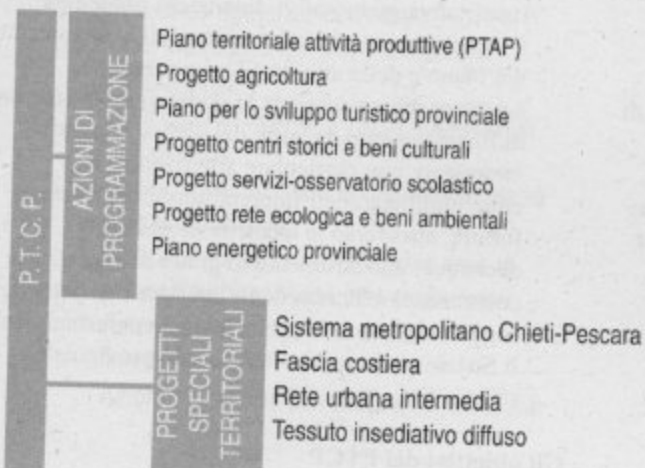 P.T.C.P.
AZIONI DI
PROGRAMMAZIONE
Piano territoriale attività produttive (PTAP)
Progetto agricoltura
Piano per lo sviluppo turistico provinciale
Progetto centri storici e beni culturali
Progetto servizi-osservatorio scolastico
Progetto rete ecologica e beni ambientali
Piano energetico provinciale
PROGETTI
SPECIALI
TERRITORIALI
Sistema metropolitano Chieti-Pescara
Fascia costiera
Rete urbana intermedia
Tessuto insediativo diffuso